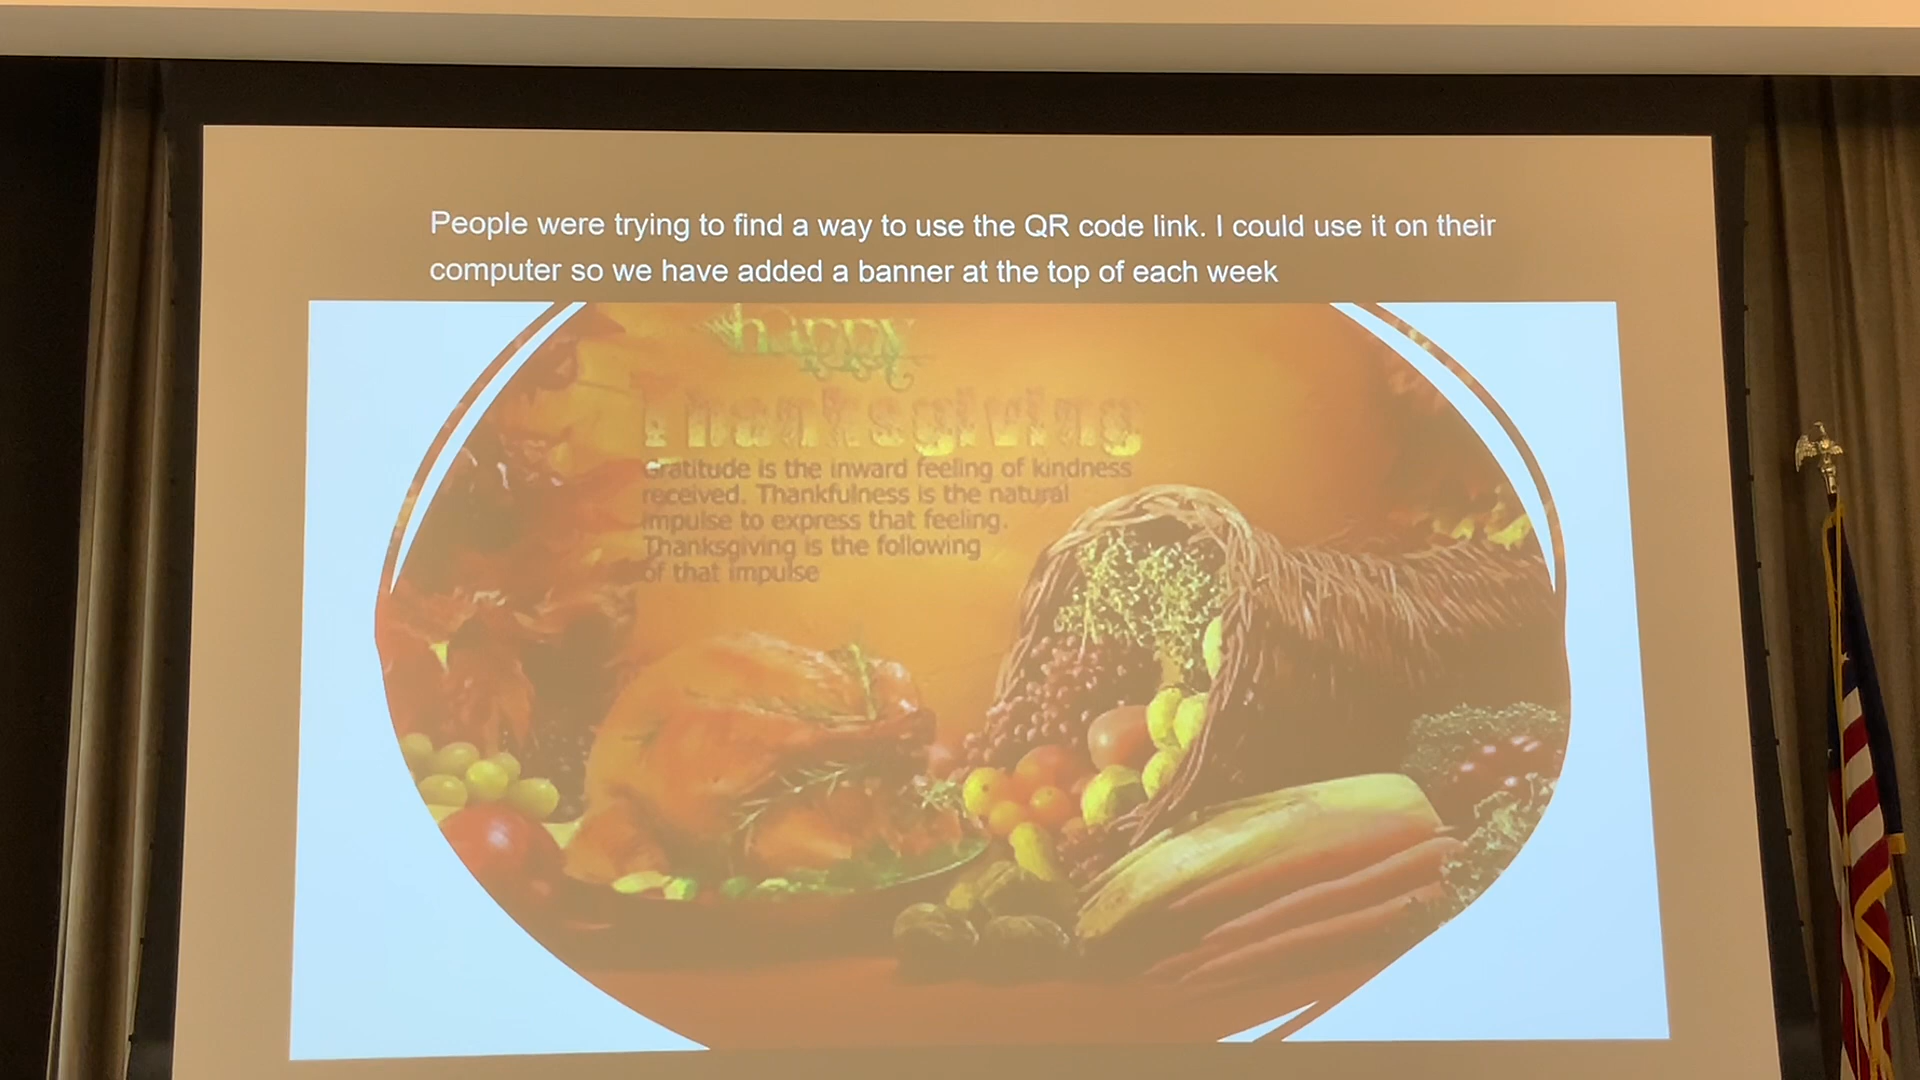 People were trying to find a way to use the QR code link. I could use it on their
computer so we have added a banner at the top of each week
happy
Thanksgiving
Gratitude is the inward feeling of kindness
received. Thankfulness is the natural
impulse to express that feeling.
Thanksgiving is the following
of that impulse